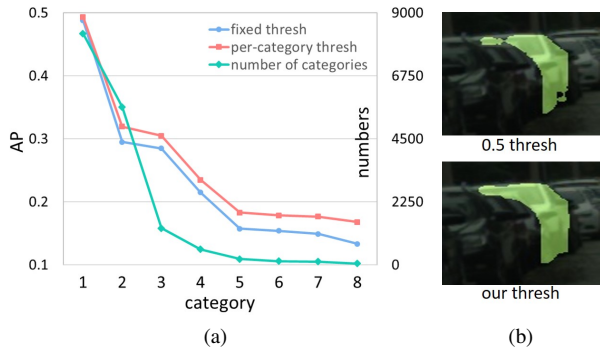 0.5
0.4
0.3
0.2
0.1
AP
fixed thresh
per-category thresh
number of categories
9000
6750
4500
2250
0
numbers
1 2 3 4 5 6 7 8
category
(a)
0.5 thresh
our thresh
(b)